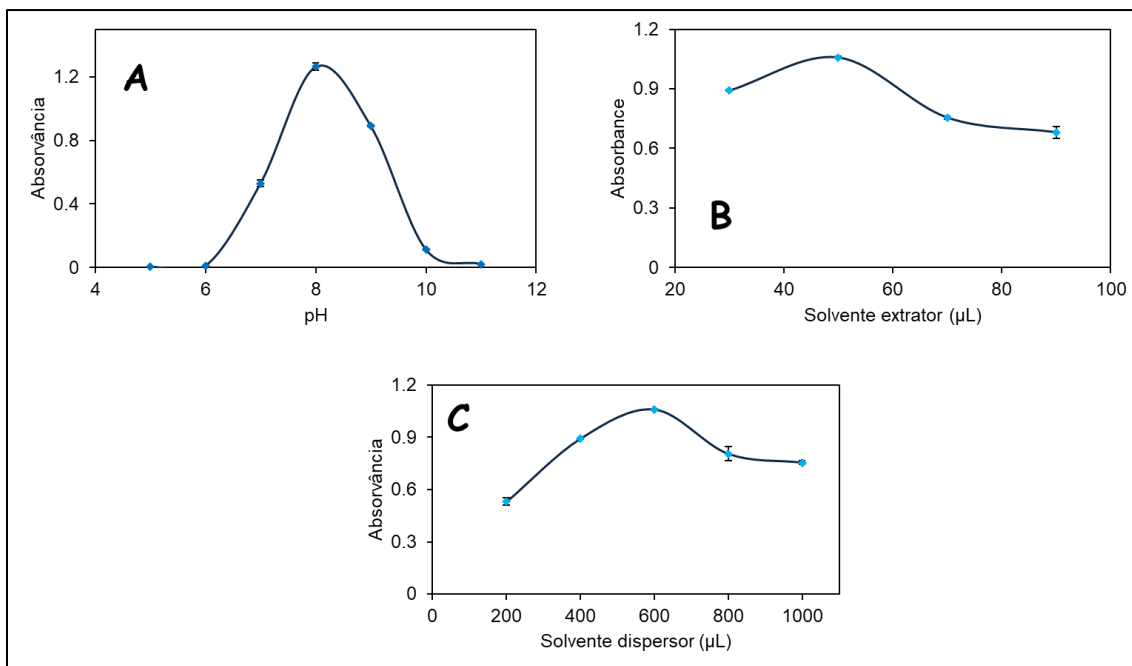 A
Absorvância
1.2
0.8
0.4
0
4 6 8 10 12
pH
B
Absorbance
1.2
0.9
0.6
0.3
0
20 40 60 80 100
Solvente extrator (µL)
C
Absorvância
1.2
0.9
0.6
0.3
0
0 200 400 600 800 1000
Solvente dispersor (µL)